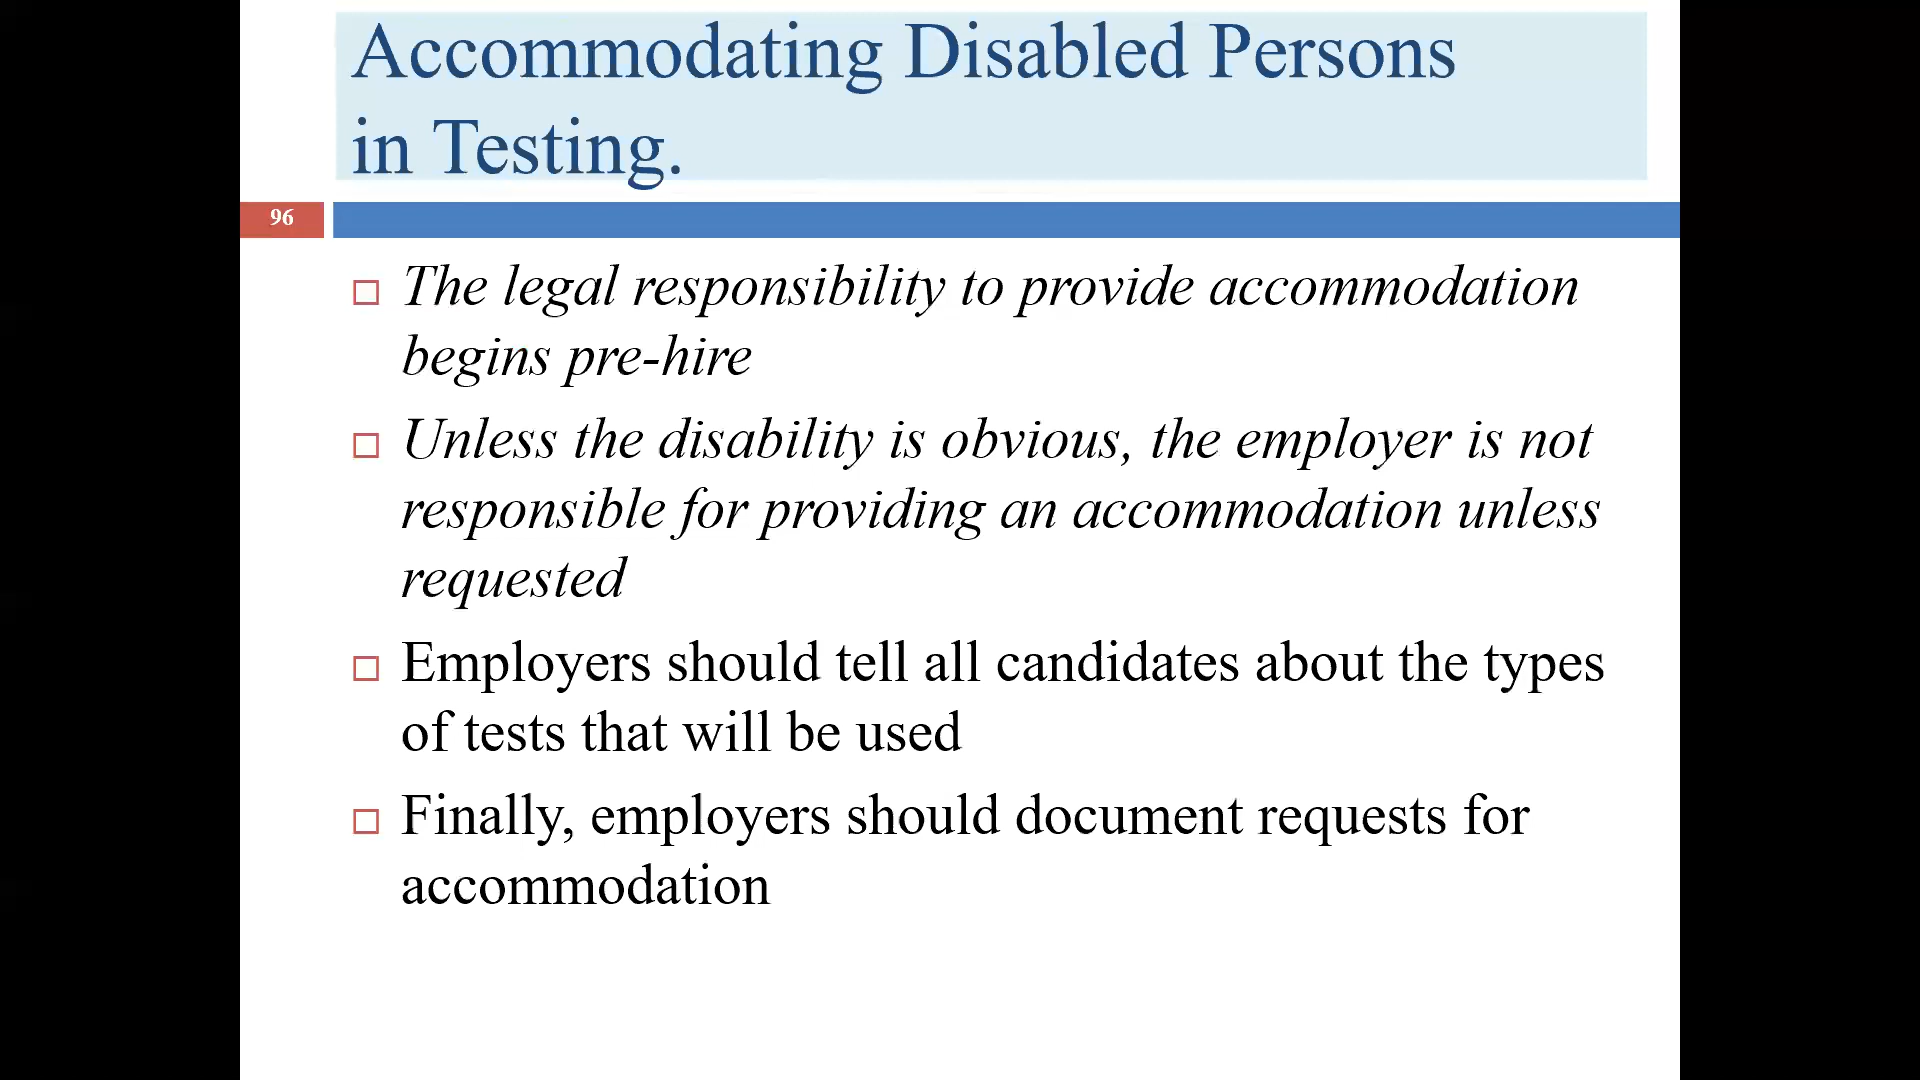 Accommodating Disabled Persons
in Testing.
96
The legal responsibility to provide accommodation
begins pre-hire
Unless the disability is obvious, the employer is not
responsible for providing an accommodation unless
requested
Employers should tell all candidates about the types
of tests that will be used
Finally, employers should document requests for
accommodation